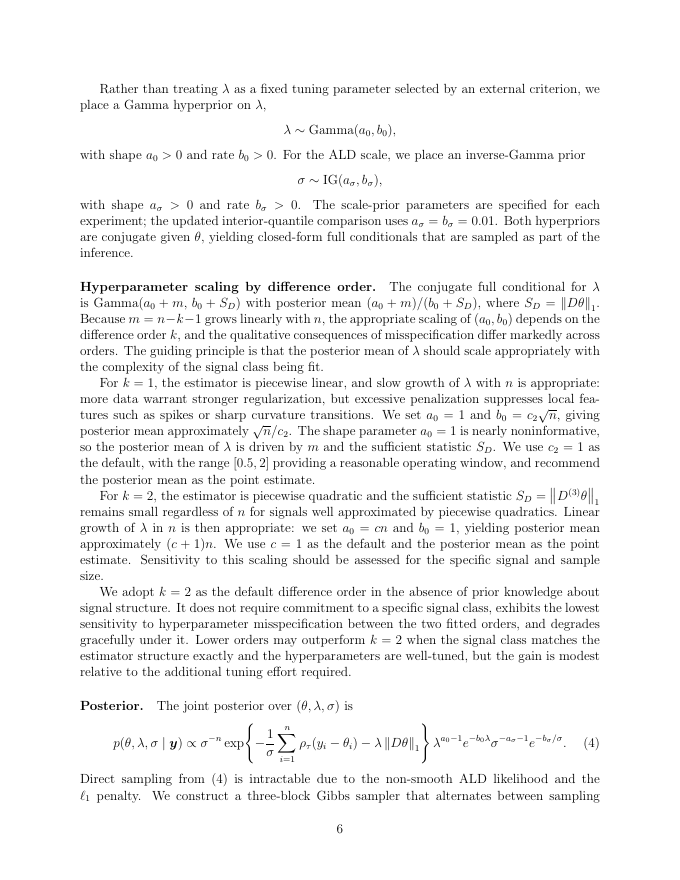 Rather than treating λ as a fixed tuning parameter selected by an external criterion, we
place a Gamma hyperprior on λ,
λ ∼ Gamma(a₀, b₀),
with shape a₀ > 0 and rate b₀ > 0. For the ALD scale, we place an inverse-Gamma prior
σ ∼ IG(a_σ, b_σ),
with shape a_σ > 0 and rate b_σ > 0. The scale-prior parameters are specified for each
experiment; the updated interior-quantile comparison uses a_σ = b_σ = 0.01. Both hyperpriors
are conjugate given θ, yielding closed-form full conditionals that are sampled as part of the
inference.
Hyperparameter scaling by difference order. The conjugate full conditional for λ
is Gamma(a₀ + m, b₀ + S_D) with posterior mean (a₀ + m)/(b₀ + S_D), where S_D = ‖Dθ‖₁.
Because m = n−k−1 grows linearly with n, the appropriate scaling of (a₀, b₀) depends on the
difference order k, and the qualitative consequences of misspecification differ markedly across
orders. The guiding principle is that the posterior mean of λ should scale appropriately with
the complexity of the signal class being fit.
For k = 1, the estimator is piecewise linear, and slow growth of λ with n is appropriate:
more data warrant stronger regularization, but excessive penalization suppresses local fea-
tures such as spikes or sharp curvature transitions. We set a₀ = 1 and b₀ = c₂√n, giving
posterior mean approximately √n/c₂. The shape parameter a₀ = 1 is nearly noninformative,
so the posterior mean of λ is driven by m and the sufficient statistic S_D. We use c₂ = 1 as
the default, with the range [0.5, 2] providing a reasonable operating window, and recommend
the posterior mean as the point estimate.
For k = 2, the estimator is piecewise quadratic and the sufficient statistic S_D = ‖D⁽³⁾θ‖₁
remains small regardless of n for signals well approximated by piecewise quadratics. Linear
growth of λ in n is then appropriate: we set a₀ = cn and b₀ = 1, yielding posterior mean
approximately (c + 1)n. We use c = 1 as the default and the posterior mean as the point
estimate. Sensitivity to this scaling should be assessed for the specific signal and sample
size.
We adopt k = 2 as the default difference order in the absence of prior knowledge about
signal structure. It does not require commitment to a specific signal class, exhibits the lowest
sensitivity to hyperparameter misspecification between the two fitted orders, and degrades
gracefully under it. Lower orders may outperform k = 2 when the signal class matches the
estimator structure exactly and the hyperparameters are well-tuned, but the gain is modest
relative to the additional tuning effort required.
Posterior. The joint posterior over (θ, λ, σ) is
p(θ, λ, σ | y) ∝ σ⁻ⁿ exp{−(1/σ) ∑_{i=1}^{n} ρ_τ(y_i − θ_i) − λ ‖Dθ‖₁} λ^{a₀−1} e^{−b₀λ} σ^{−a_σ−1} e^{−b_σ/σ}. (4)
Direct sampling from (4) is intractable due to the non-smooth ALD likelihood and the
ℓ₁ penalty. We construct a three-block Gibbs sampler that alternates between sampling
6